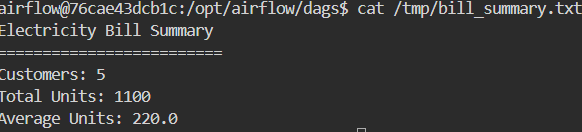 airflow@76cae43dcb1c:/opt/airflow/dags$ cat /tmp/bill_summary.txt
Electricity Bill Summary
=========================
Customers: 5
Total Units: 1100
Average Units: 220.0